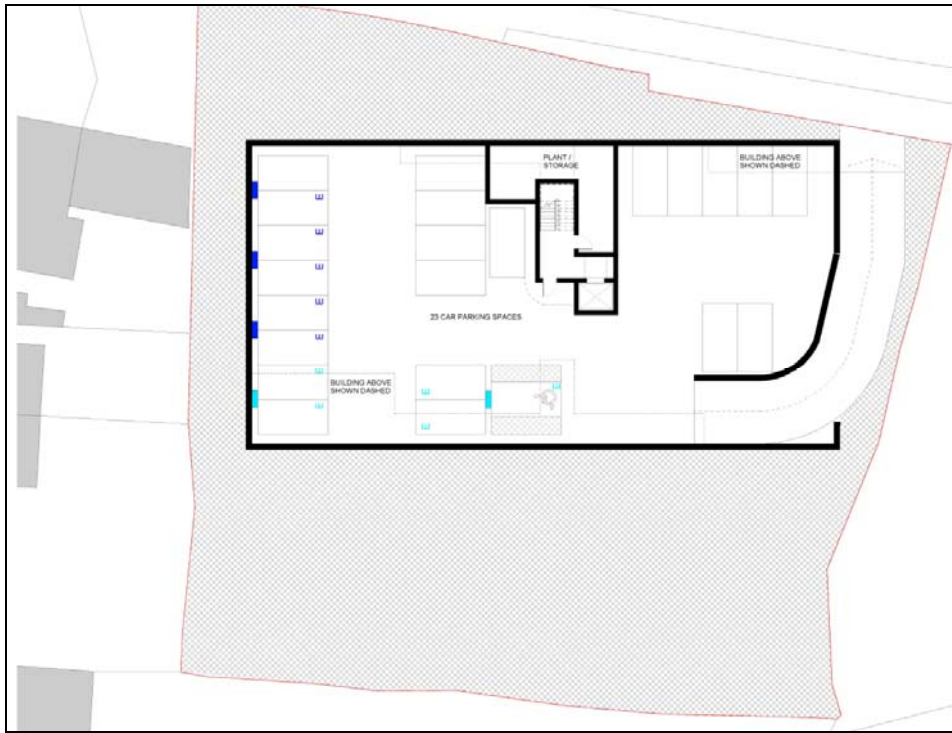 PLANT /
STORAGE
BUILDING ABOVE
SHOWN DASHED
E
E
E
E
23 CAR PARKING SPACES
E
E
BUILDING ABOVE
SHOWN DASHED
E
E
E
E